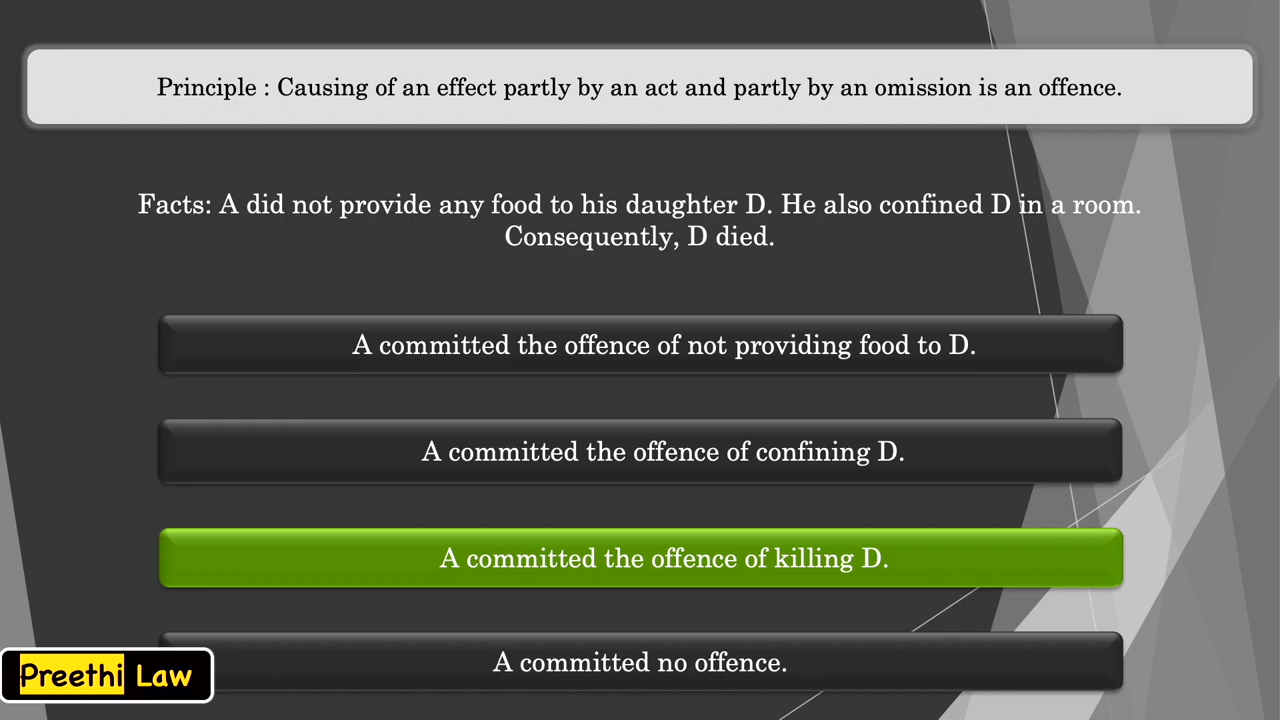 Principle : Causing of an effect partly by an act and partly by an omission is an offence.
Facts: A did not provide any food to his daughter D. He also confined D in a room.
Consequently, D died.
A committed the offence of not providing food to D.
A committed the offence of confining D.
A committed the offence of killing D.
A committed no offence.
Preethi Law